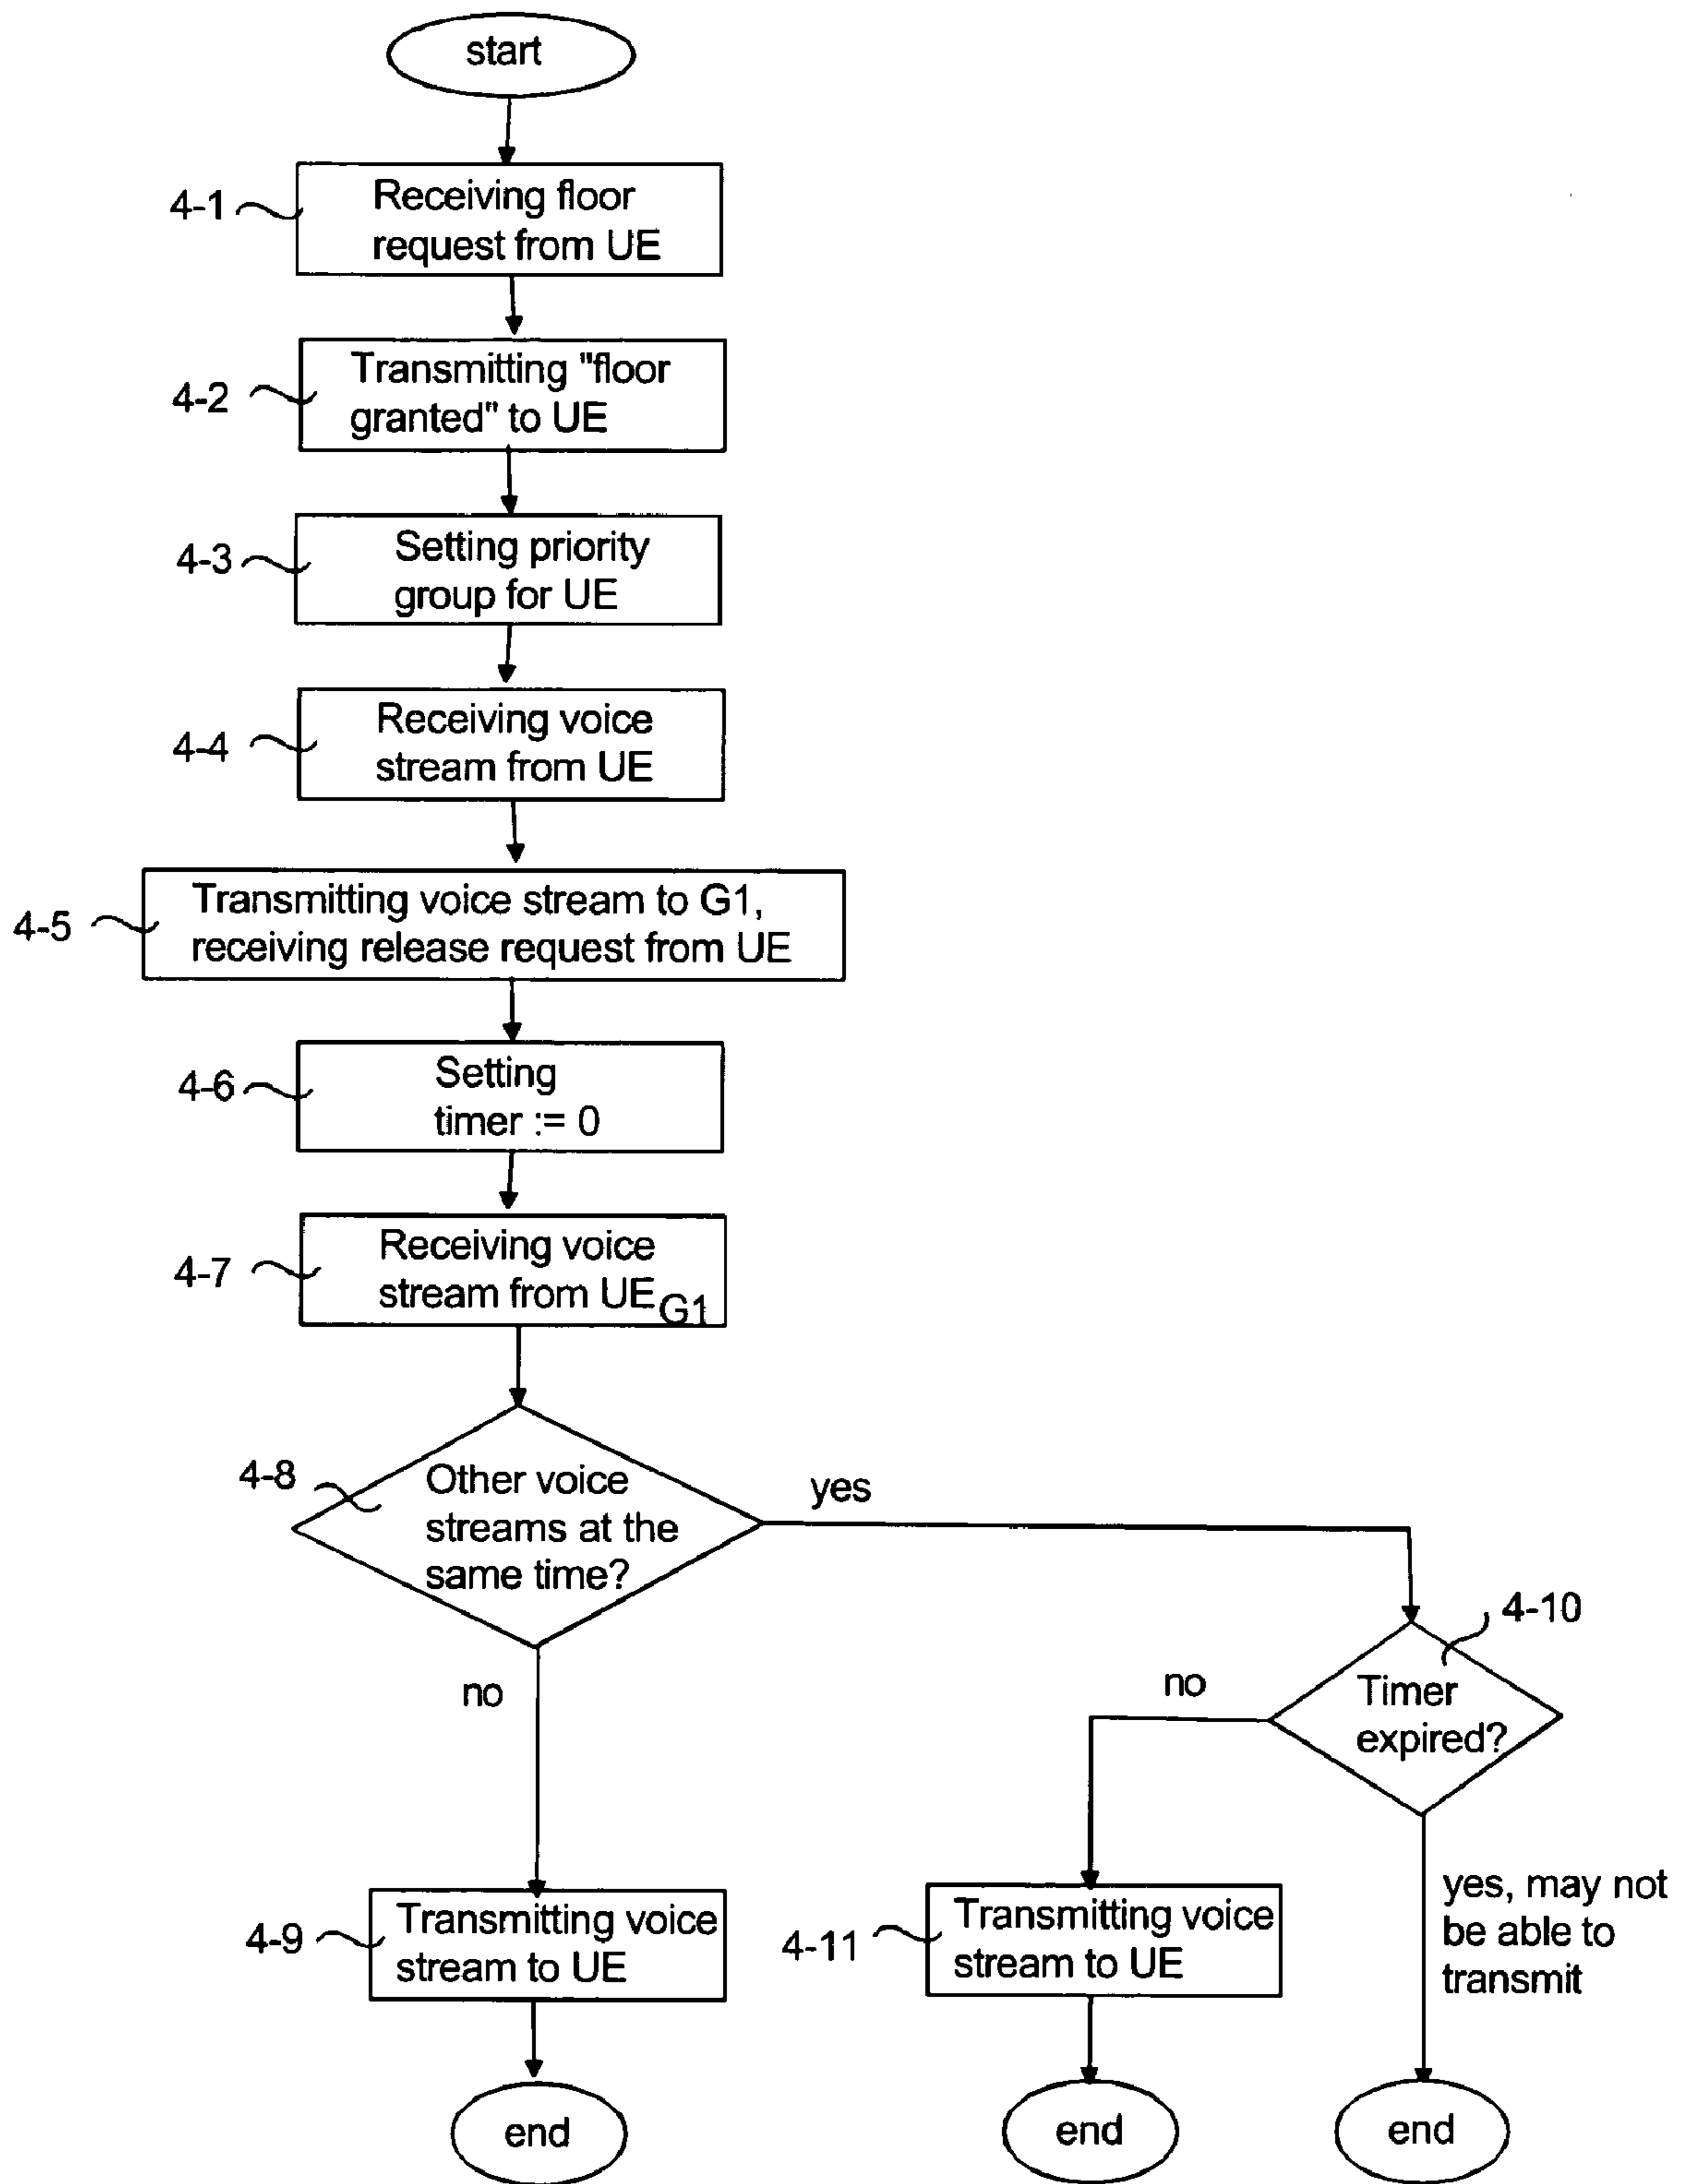 start
4-1
Receiving floor
request from UE
4-2
Transmitting "floor
granted" to UE
4-3
Setting priority
group for UE
4-4
Receiving voice
stream from UE
4-5
Transmitting voice stream to G1,
receiving release request from UE
4-6
Setting
timer := 0
4-7
Receiving voice
stream from UE G1
4-8
Other voice
streams at the
same time?
yes
no
4-10
Timer
expired?
no
yes, may not
be able to
transmit
4-9
Transmitting voice
stream to UE
4-11
Transmitting voice
stream to UE
end
end
end